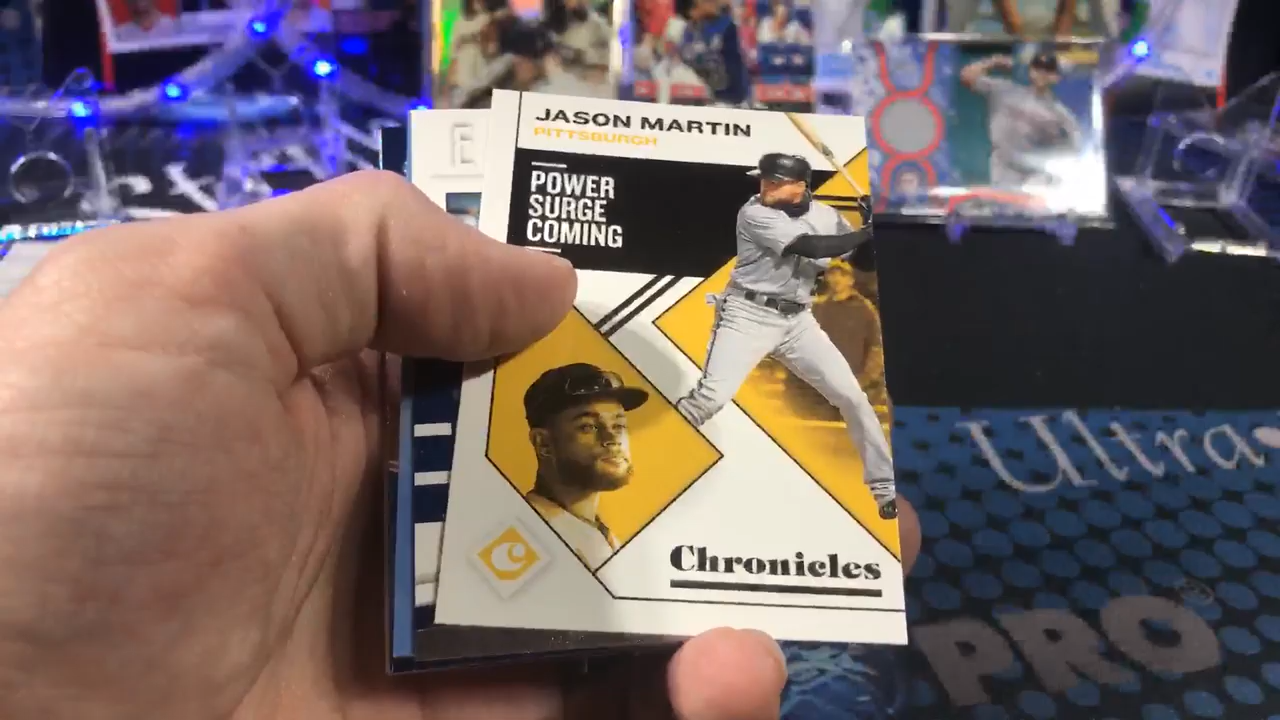 E
JASON MARTIN
PITTSBURGH
POWER
SURGE
COMING
C
Chronicles
Ultra
PRO®